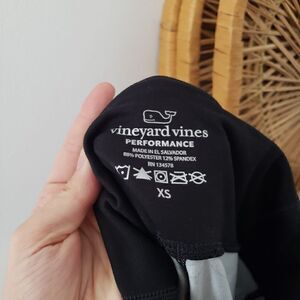 vineyard vines
PERFORMANCE
MADE IN EL SALVADOR
88% POLYESTER 12% SPANDEX
RN 134578
XS